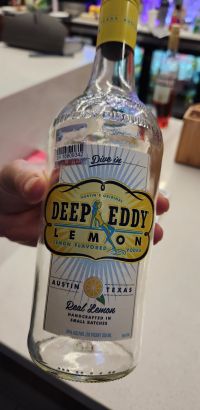 Dive in
AUSTIN'S ORIGINAL
DEEP EDDY
LEMON
LEMON FLAVORED VODKA
AUSTIN TEXAS
Real Lemon
HANDCRAFTED IN
SMALL BATCHES